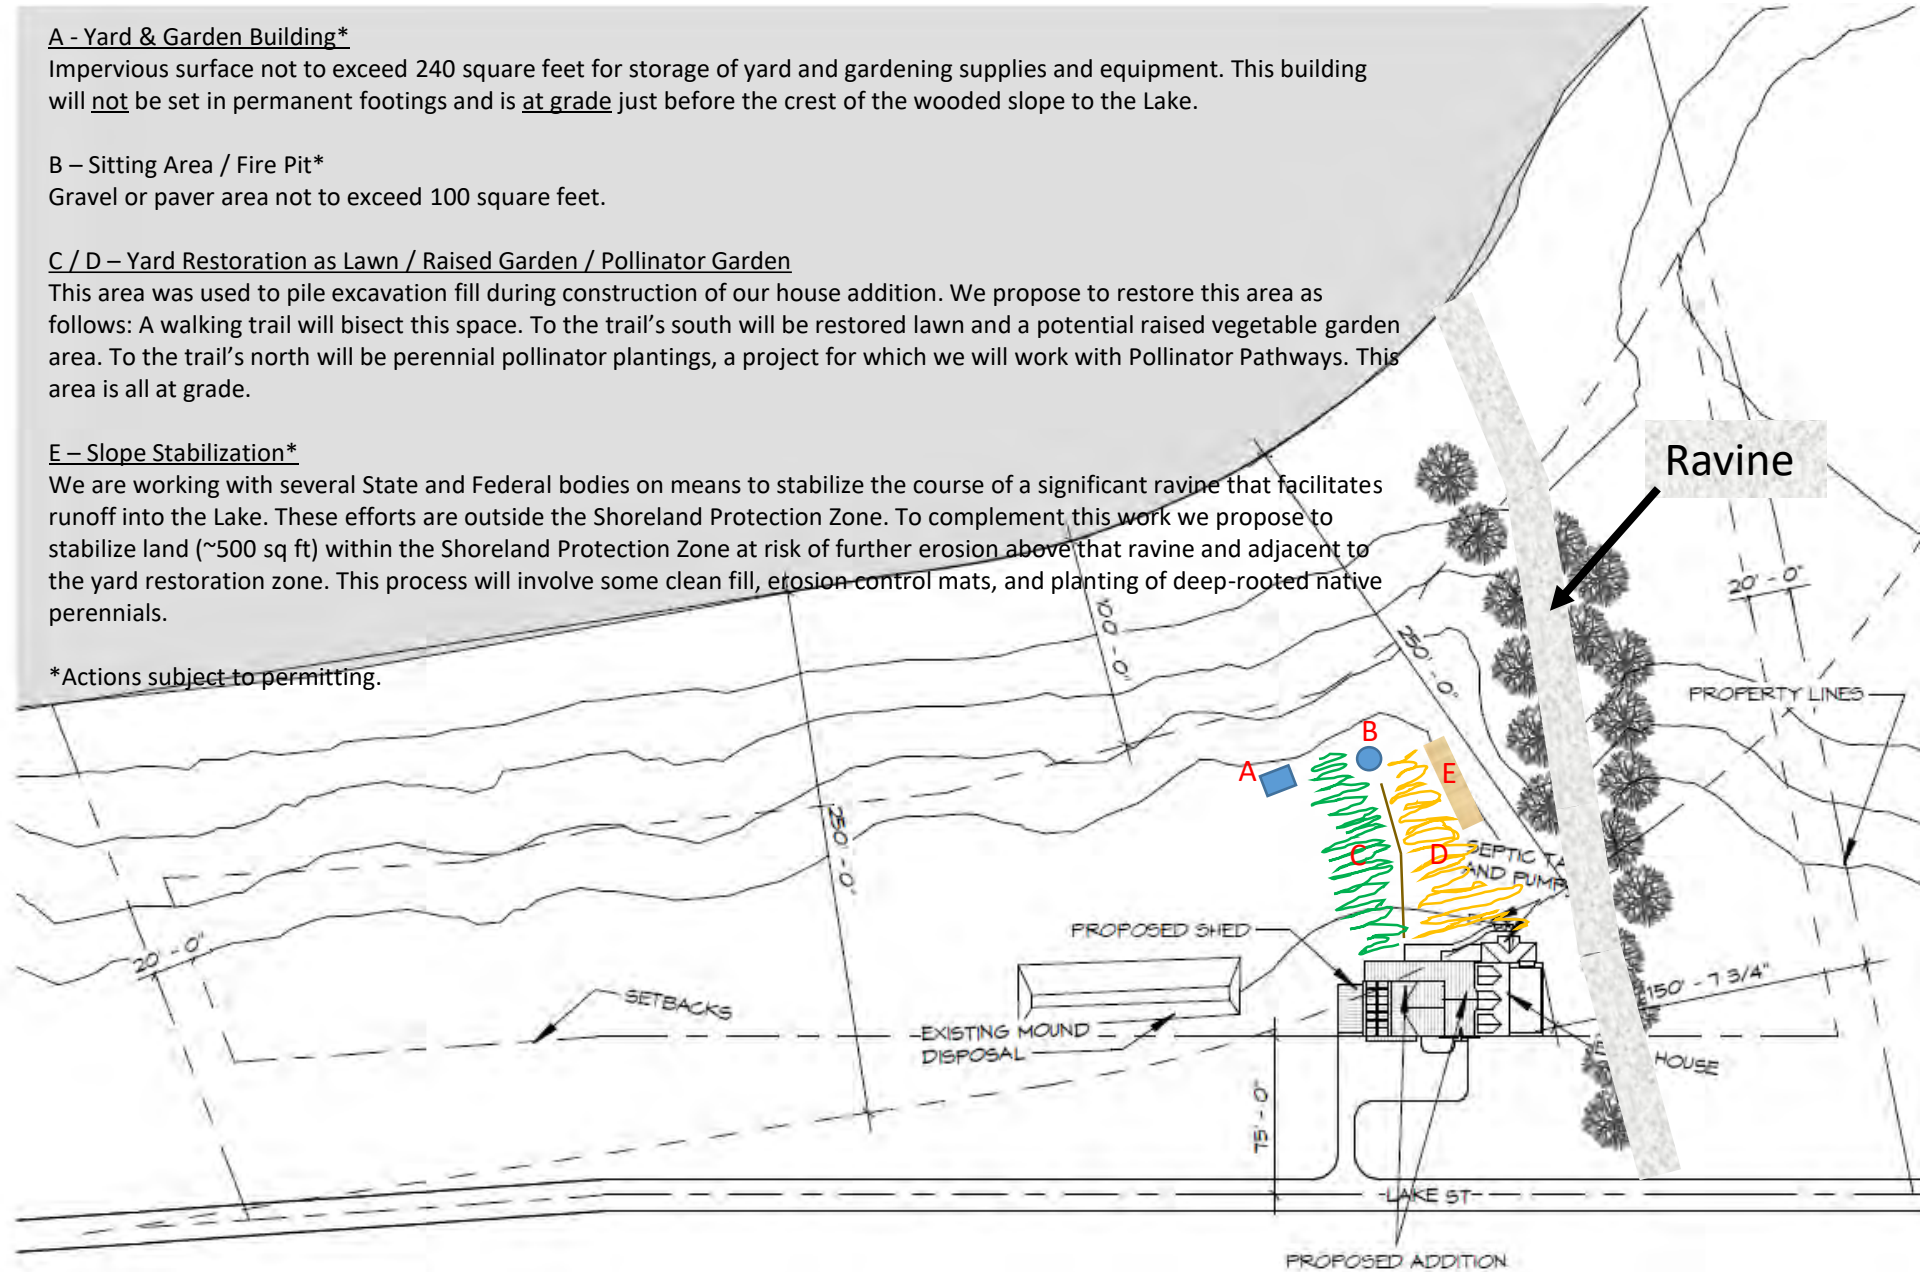 A - Yard & Garden Building*
Impervious surface not to exceed 240 square feet for storage of yard and gardening supplies and equipment. This building
will not be set in permanent footings and is at grade just before the crest of the wooded slope to the Lake.
B – Sitting Area / Fire Pit*
Gravel or paver area not to exceed 100 square feet.
C / D – Yard Restoration as Lawn / Raised Garden / Pollinator Garden
This area was used to pile excavation fill during construction of our house addition. We propose to restore this area as
follows: A walking trail will bisect this space. To the trail's south will be restored lawn and a potential raised vegetable garden
area. To the trail's north will be perennial pollinator plantings, a project for which we will work with Pollinator Pathways. This
area is all at grade.
E – Slope Stabilization*
We are working with several State and Federal bodies on means to stabilize the course of a significant ravine that facilitates
runoff into the Lake. These efforts are outside the Shoreland Protection Zone. To complement this work we propose to
stabilize land (~500 sq ft) within the Shoreland Protection Zone at risk of further erosion above that ravine and adjacent to
the yard restoration zone. This process will involve some clean fill, erosion control mats, and planting of deep-rooted native
perennials.
*Actions subject to permitting.
Ravine
20' - 0"
100' - 0"
250' - 0"
PROPERTY LINES
B
A
E
250' - 0"
C
D
SEPTIC TA
AND PUMP
PROPOSED SHED
20' - 0"
SETBACKS
150' - 7 3/4"
EXISTING MOUND
DISPOSAL
HOUSE
75' - 0"
LAKE ST
PROPOSED ADDITION